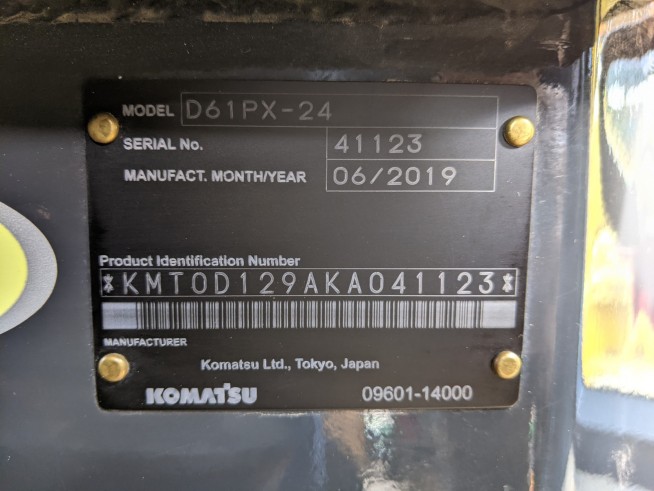 MODEL D61PX-24
SERIAL No. 41123
MANUFACT. MONTH/YEAR 06/2019
Product Identification Number
*KMT0D129AKA041123*
MANUFACTURER
Komatsu Ltd., Tokyo, Japan
KOMATSU 09601-14000